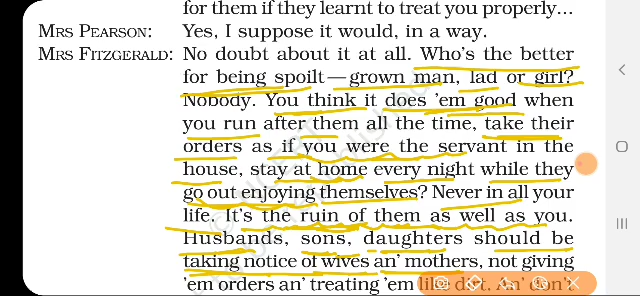 for them if they learnt to treat you properly...
MRS PEARSON: Yes, I suppose it would, in a way.
MRS FITZGERALD: No doubt about it at all. Who's the better
for being spoilt—grown man, lad or girl?
Nobody. You think it does 'em good when
you run after them all the time, take their
orders as if you were the servant in the
house, stay at home every night while they
go out enjoying themselves? Never in all your
life. It's the ruin of them as well as you.
Husbands, sons, daughters should be
taking notice of wives an' mothers, not giving
'em orders an' treating 'em like dirt. An' don't